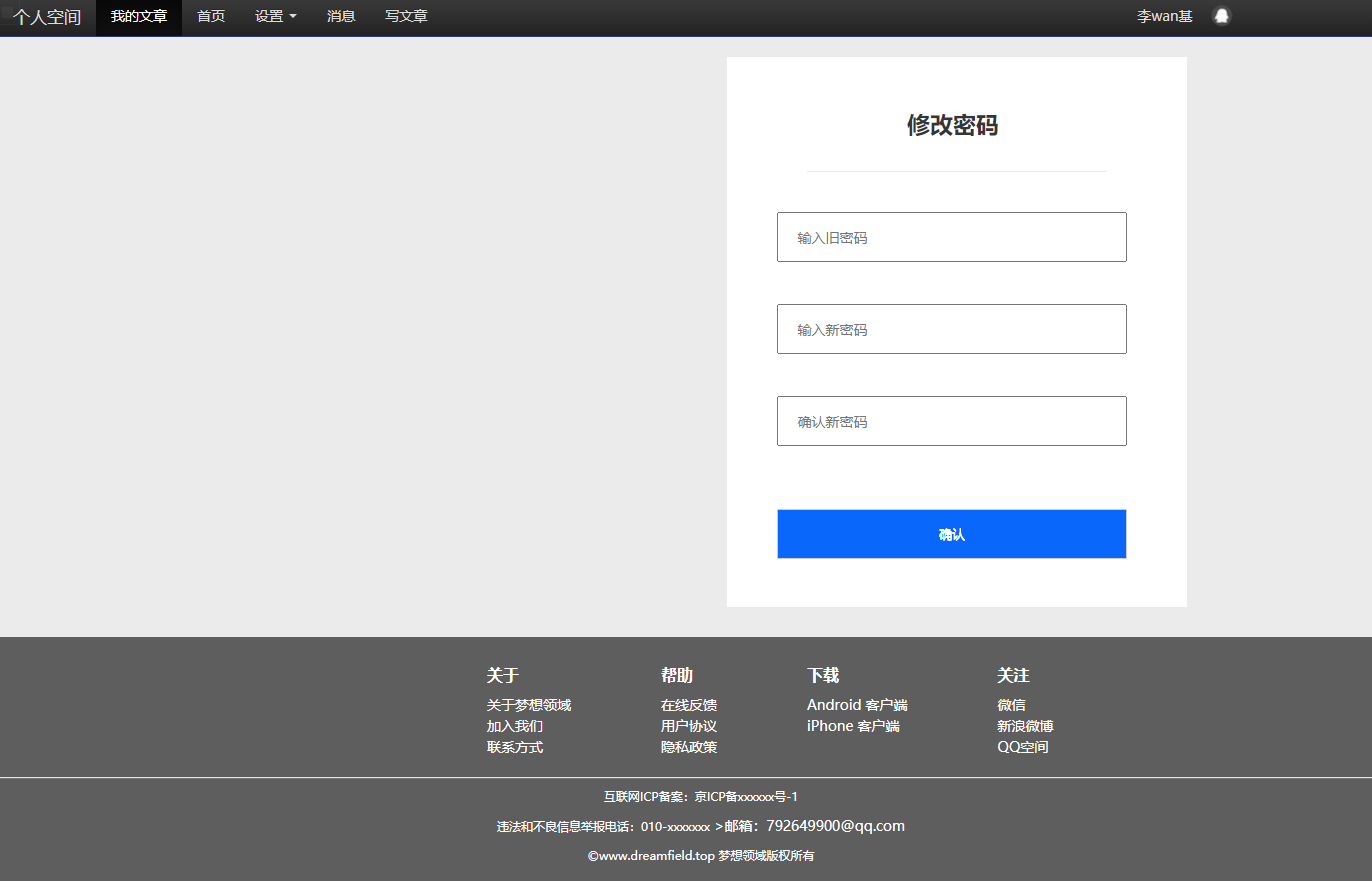 个人空间 我的文章 首页 设置 消息 写文章 李wan基
修改密码
输入旧密码
输入新密码
确认新密码
确认
关于 帮助 下载 关注
关于梦想领域 在线反馈 Android 客户端 微信
加入我们 用户协议 iPhone 客户端 新浪微博
联系方式 隐私政策 QQ空间
互联网ICP备案：京ICP备xxxxxx号-1
违法和不良信息举报电话：010-xxxxxxx >邮箱：792649900@qq.com
©www.dreamfield.top 梦想领域版权所有